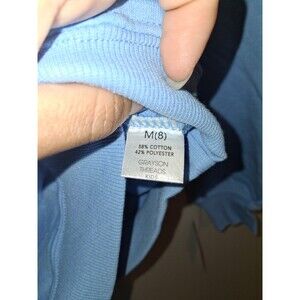 M(8)
58% COTTON
42% POLYESTER
GRAYSON
THREADS
KIDS